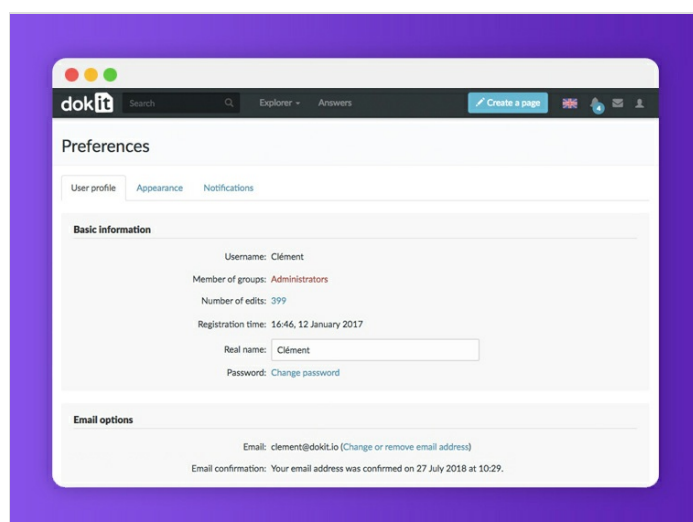 dokit Search Explorer Answers Create a page 4
Preferences
User profile Appearance Notifications
Basic information
Username: Clément
Member of groups: Administrators
Number of edits: 399
Registration time: 16:46, 12 January 2017
Real name: Clément
Password: Change password
Email options
Email: clement@dokit.io (Change or remove email address)
Email confirmation: Your email address was confirmed on 27 July 2018 at 10:29.